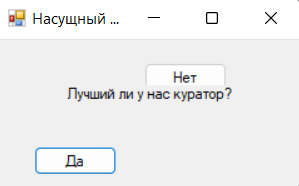 Насущный ...
Нет
Лучший ли у нас куратор?
Да